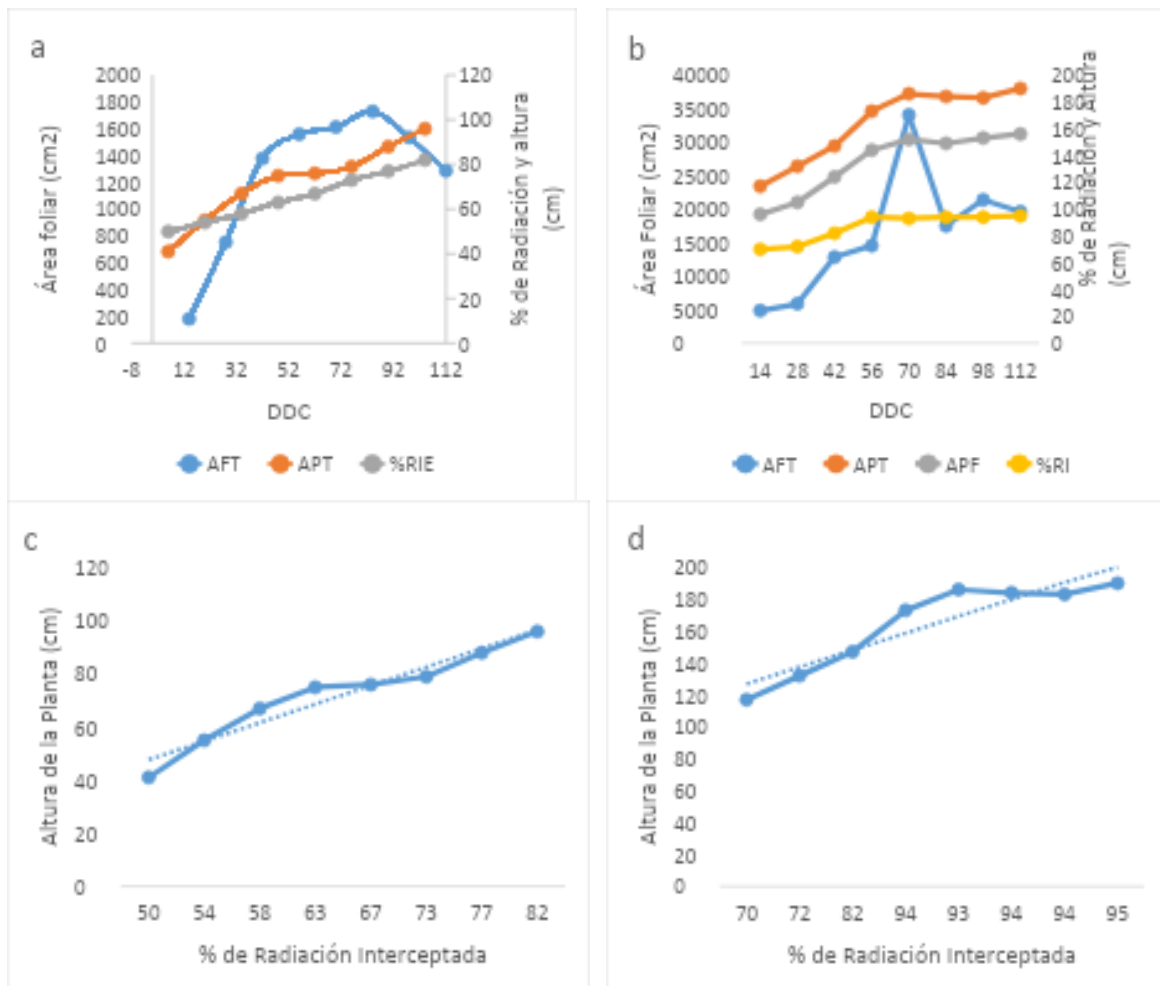 a
2000
1800
1600
1400
1200
1000
800
600
400
200
0
Área foliar (cm2)
120
100
80
60
40
20
0
% de Radiación y altura
(cm)
-8 12 32 52 72 92 112
DDC
AFT APT %RIE
b
40000
35000
30000
25000
20000
15000
10000
5000
0
Área Foliar (cm2)
200
180
160
140
120
100
80
60
40
20
0
% de Radiación y Altura
(cm)
14 28 42 56 70 84 98 112
DDC
AFT APT APF %RI
c
120
100
80
60
40
20
0
Altura de la Planta (cm)
50 54 58 63 67 73 77 82
% de Radiación Interceptada
d
200
180
160
140
120
100
80
60
40
20
0
Altura de la Planta (cm)
70 72 82 94 93 94 94 95
% de Radiación Interceptada